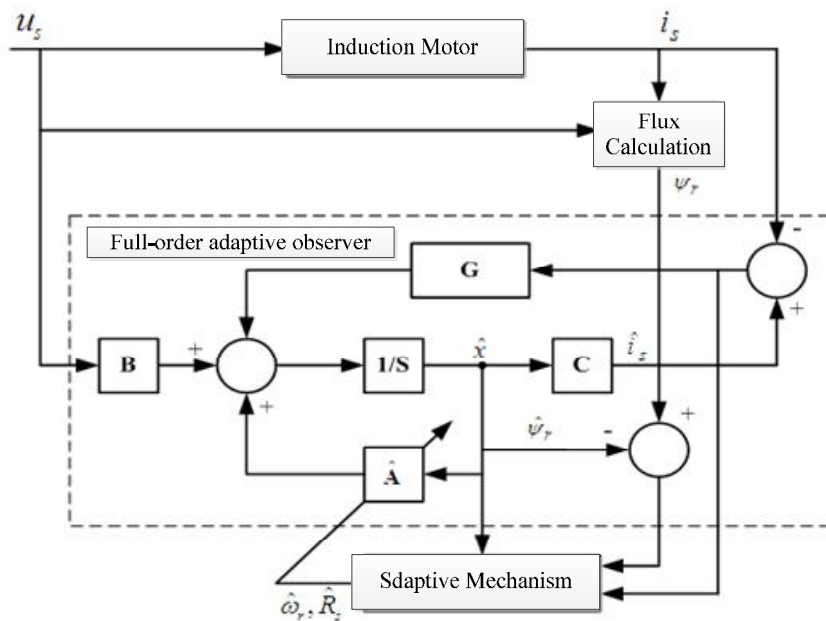 u_s
Induction Motor
i_s
Flux
Calculation
ψ_r
Full-order adaptive observer
G
-
+
B
+
1/S
x̂
C
î_s
+
Â
ψ̂_r
-
+
Sdaptive Mechanism
ω̂_r, R̂_s